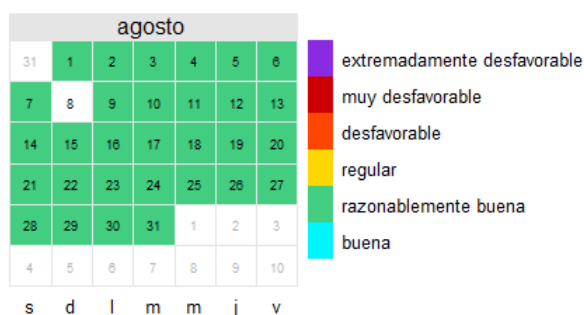 agosto
31 1 2 3 4 5 6
7 8 9 10 11 12 13
14 15 16 17 18 19 20
21 22 23 24 25 26 27
28 29 30 31 1 2 3
4 5 6 7 8 9 10
s d l m m j v
extremadamente desfavorable
muy desfavorable
desfavorable
regular
razonablemente buena
buena